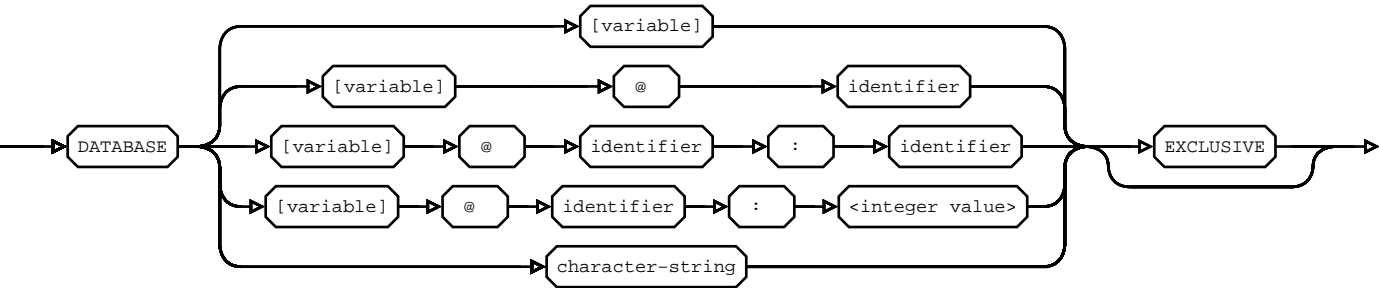 [variable]
[variable] @ identifier
DATABASE [variable] @ identifier : identifier EXCLUSIVE
[variable] @ identifier : <integer value>
character-string